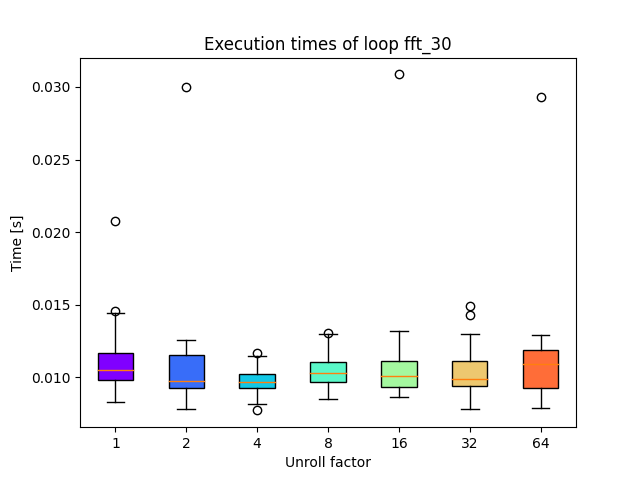 Execution times of loop fft_30
Time [s]
0.030
0.025
0.020
0.015
0.010
1 2 4 8 16 32 64
Unroll factor